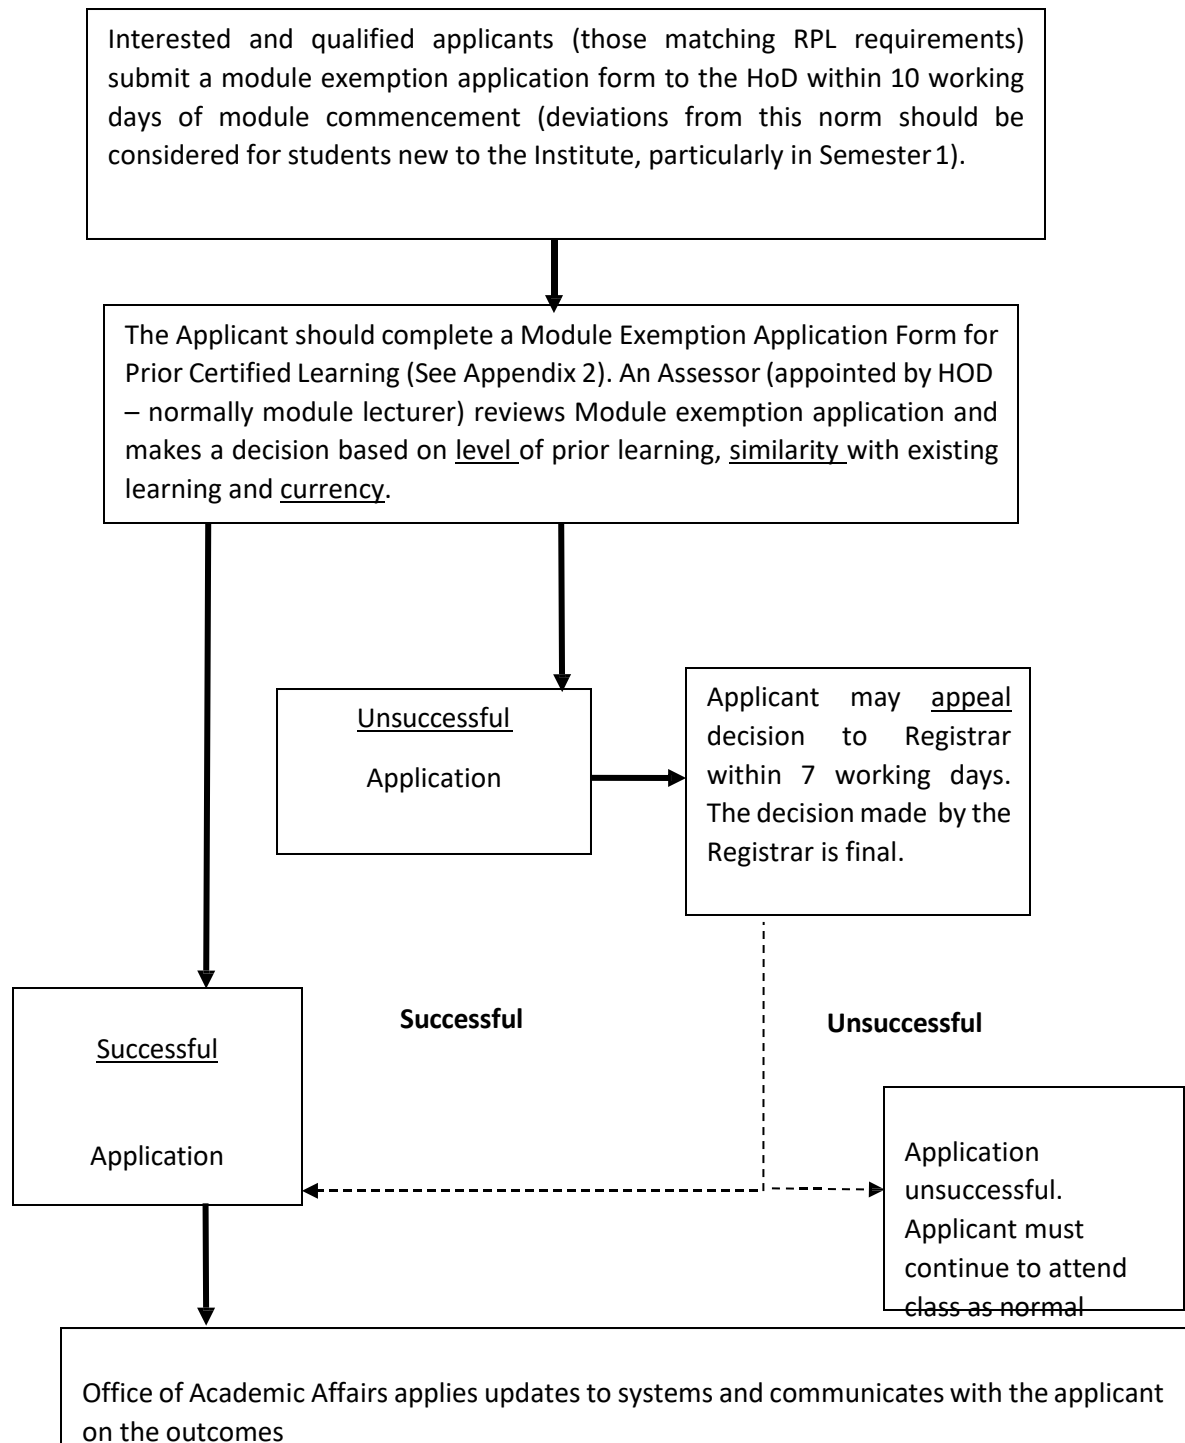 Interested and qualified applicants (those matching RPL requirements)
submit a module exemption application form to the HoD within 10 working
days of module commencement (deviations from this norm should be
considered for students new to the Institute, particularly in Semester 1).
The Applicant should complete a Module Exemption Application Form for
Prior Certified Learning (See Appendix 2). An Assessor (appointed by HOD
– normally module lecturer) reviews Module exemption application and
makes a decision based on level of prior learning, similarity with existing
learning and currency.
Unsuccessful
Application
Applicant may appeal
decision to Registrar
within 7 working days.
The decision made by the
Registrar is final.
Successful
Application
Successful
Unsuccessful
Application
unsuccessful.
Applicant must
continue to attend
class as normal
Office of Academic Affairs applies updates to systems and communicates with the applicant
on the outcomes